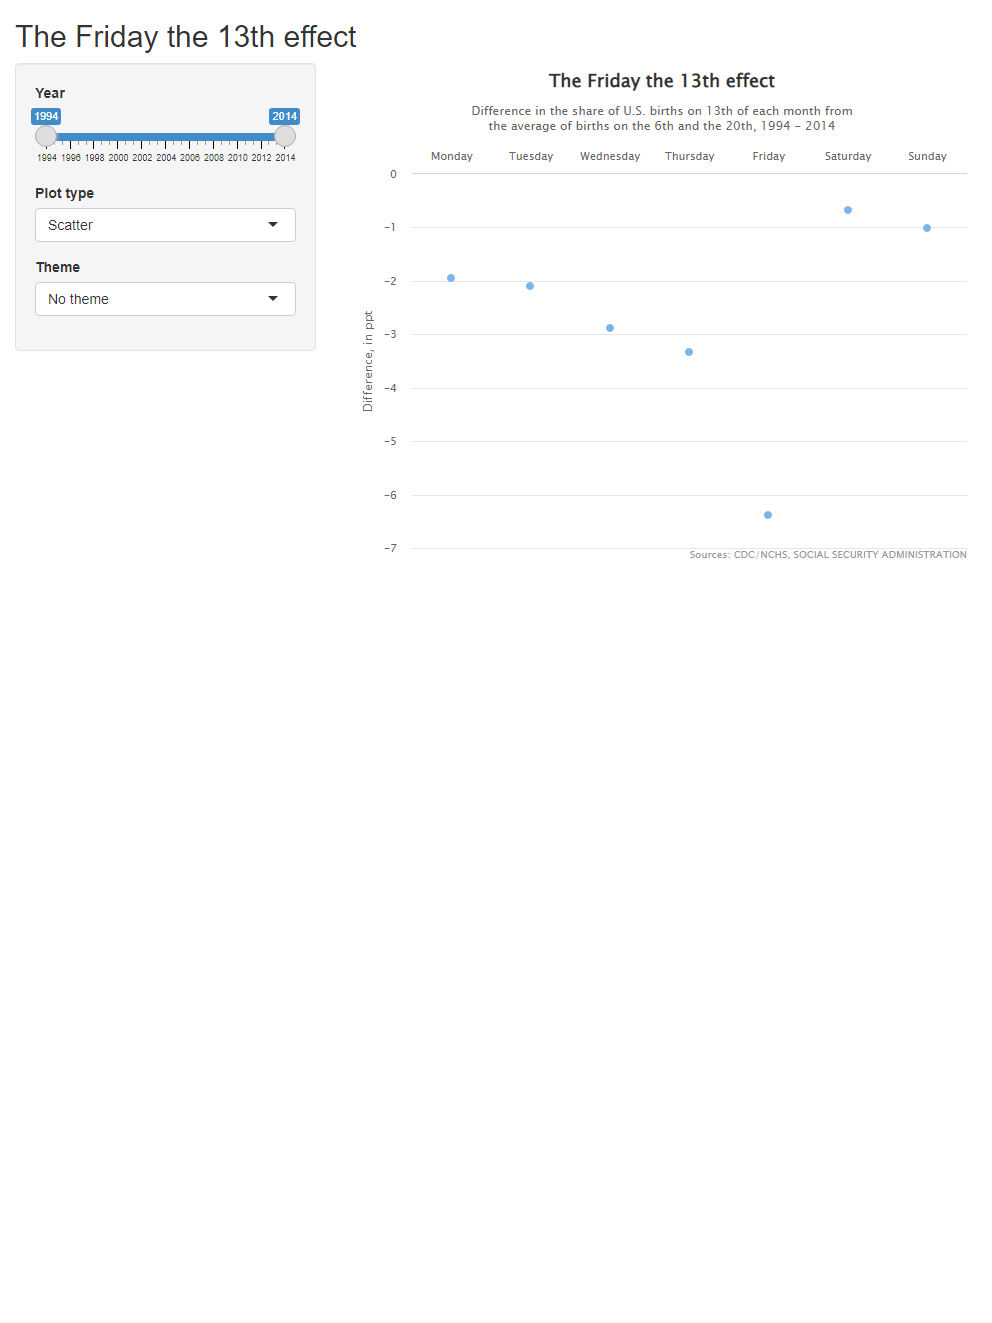 The Friday the 13th effect
Year
1994 2014
1994 1996 1998 2000 2002 2004 2006 2008 2010 2012 2014
Plot type
Scatter
Theme
No theme
The Friday the 13th effect
Difference in the share of U.S. births on 13th of each month from
the average of births on the 6th and the 20th, 1994 – 2014
Monday Tuesday Wednesday Thursday Friday Saturday Sunday
Difference, in ppt
0
-1
-2
-3
-4
-5
-6
-7
Sources: CDC/NCHS, SOCIAL SECURITY ADMINISTRATION